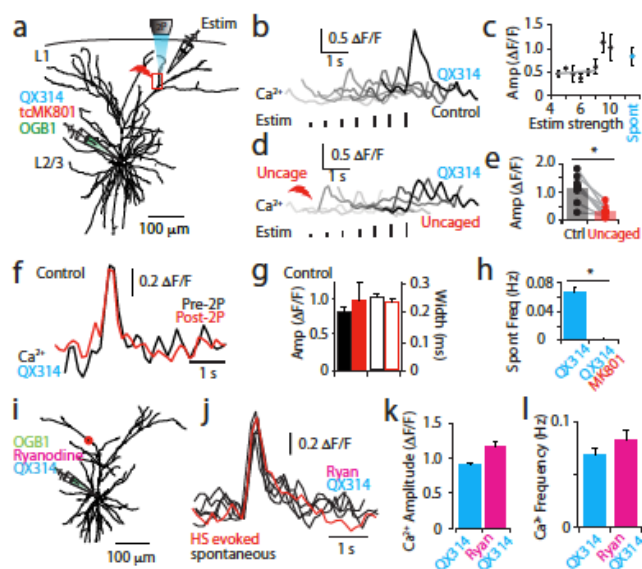 a
Estim
L1
QX314
tcMK801
OGB1
L2/3
100 µm
b
0.5 ΔF/F
1 s
QX314
Ca²⁺
Control
Estim
c
Amp (ΔF/F)
1.5
1.0
0.5
0
4
6
8
10
Estim strength
Spont
d
0.5 ΔF/F
1 s
Uncage
QX314
Ca²⁺
Uncaged
Estim
e
*
Amp (ΔF/F)
2.0
1.0
0
Ctrl
Uncaged
f
Control
0.2 ΔF/F
Pre-2P
Post-2P
Ca²⁺
QX314
1 s
g
Control
Amp (ΔF/F)
1.0
0.5
0
0.3
0.2
0.1
0
Width (ms)
h
*
Spont Freq (Hz)
0.08
0.04
0
QX314
QX314
MK801
i
OGB1
Ryanodine
QX314
100 µm
j
0.2 ΔF/F
Ryan
QX314
HS evoked
spontaneous
1 s
k
Ca²⁺ Amplitude (ΔF/F)
1.5
1.0
0.5
0
QX314
Ryan
QX314
l
Ca²⁺ Frequency (Hz)
0.1
0
QX314
Ryan
QX314